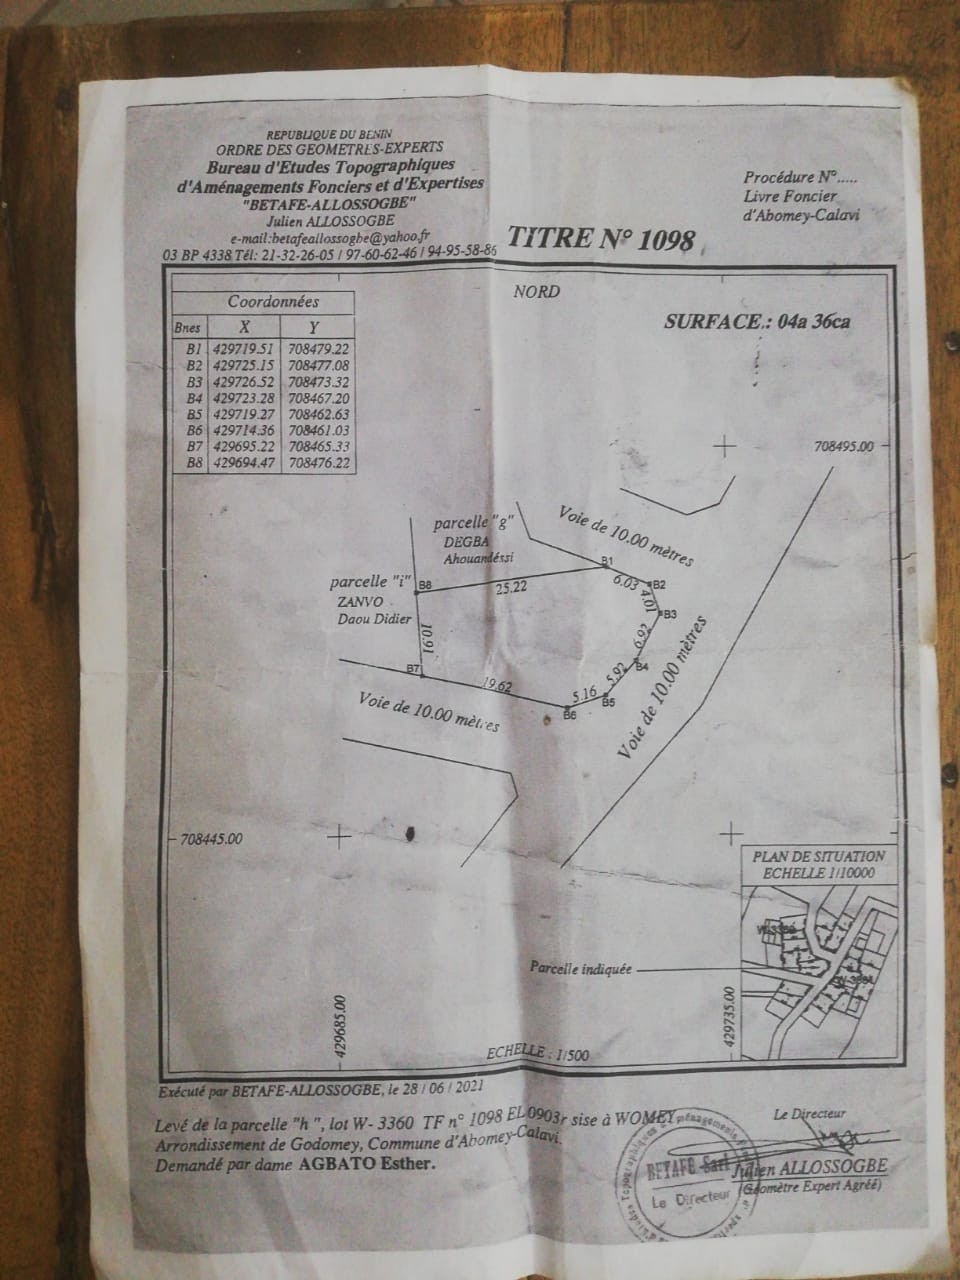 REPUBLIQUE DU BENIN
ORDRE DES GEOMETRES-EXPERTS
Bureau d'Etudes Topographiques
d'Aménagements Fonciers et d'Expertises
"BETAFE-ALLOSSOGBE"
Julien ALLOSSOGBE
e-mail:betafeallossogbe@yahoo.fr
03 BP 4338 Tél: 21-32-26-05 / 97-60-62-46 / 94-95-58-86
Procédure N°.....
Livre Foncier
d'Abomey-Calavi
TITRE N° 1098
NORD
SURFACE.: 04a 36ca
Coordonnées
Bnes X Y
B1 429719.51 708479.22
B2 429725.15 708477.08
B3 429726.52 708473.32
B4 429723.28 708467.20
B5 429719.27 708462.63
B6 429714.36 708461.03
B7 429695.22 708465.33
B8 429694.47 708476.22
708495.00
parcelle "g"
DEGBA
Ahouandéssi
Voie de 10.00 mètres
parcelle "i"
ZANVO
Daou Didier
B8
25.22
B1
6.03
B2
4.01
B3
6.92
B4
5.92
B5
5.16
B6
19.62
B7
10.91
Voie de 10.00 mètres
Voie de 10.00 mètres
708445.00
PLAN DE SITUATION
ECHELLE 1/10000
Parcelle indiquée
429685.00
429735.00
ECHELLE : 1/500
Exécuté par BETAFE-ALLOSSOGBE, le 28 / 06 / 2021
Levé de la parcelle "h ", lot W- 3360 TF n° 1098 EL 0903r sise à WOMEY
Arrondissement de Godomey, Commune d'Abomey-Calavi.
Demandé par dame AGBATO Esther.
Le Directeur
Julien ALLOSSOGBE
(Géomètre Expert Agréé)
BETAFE Sarl
Le Directeur